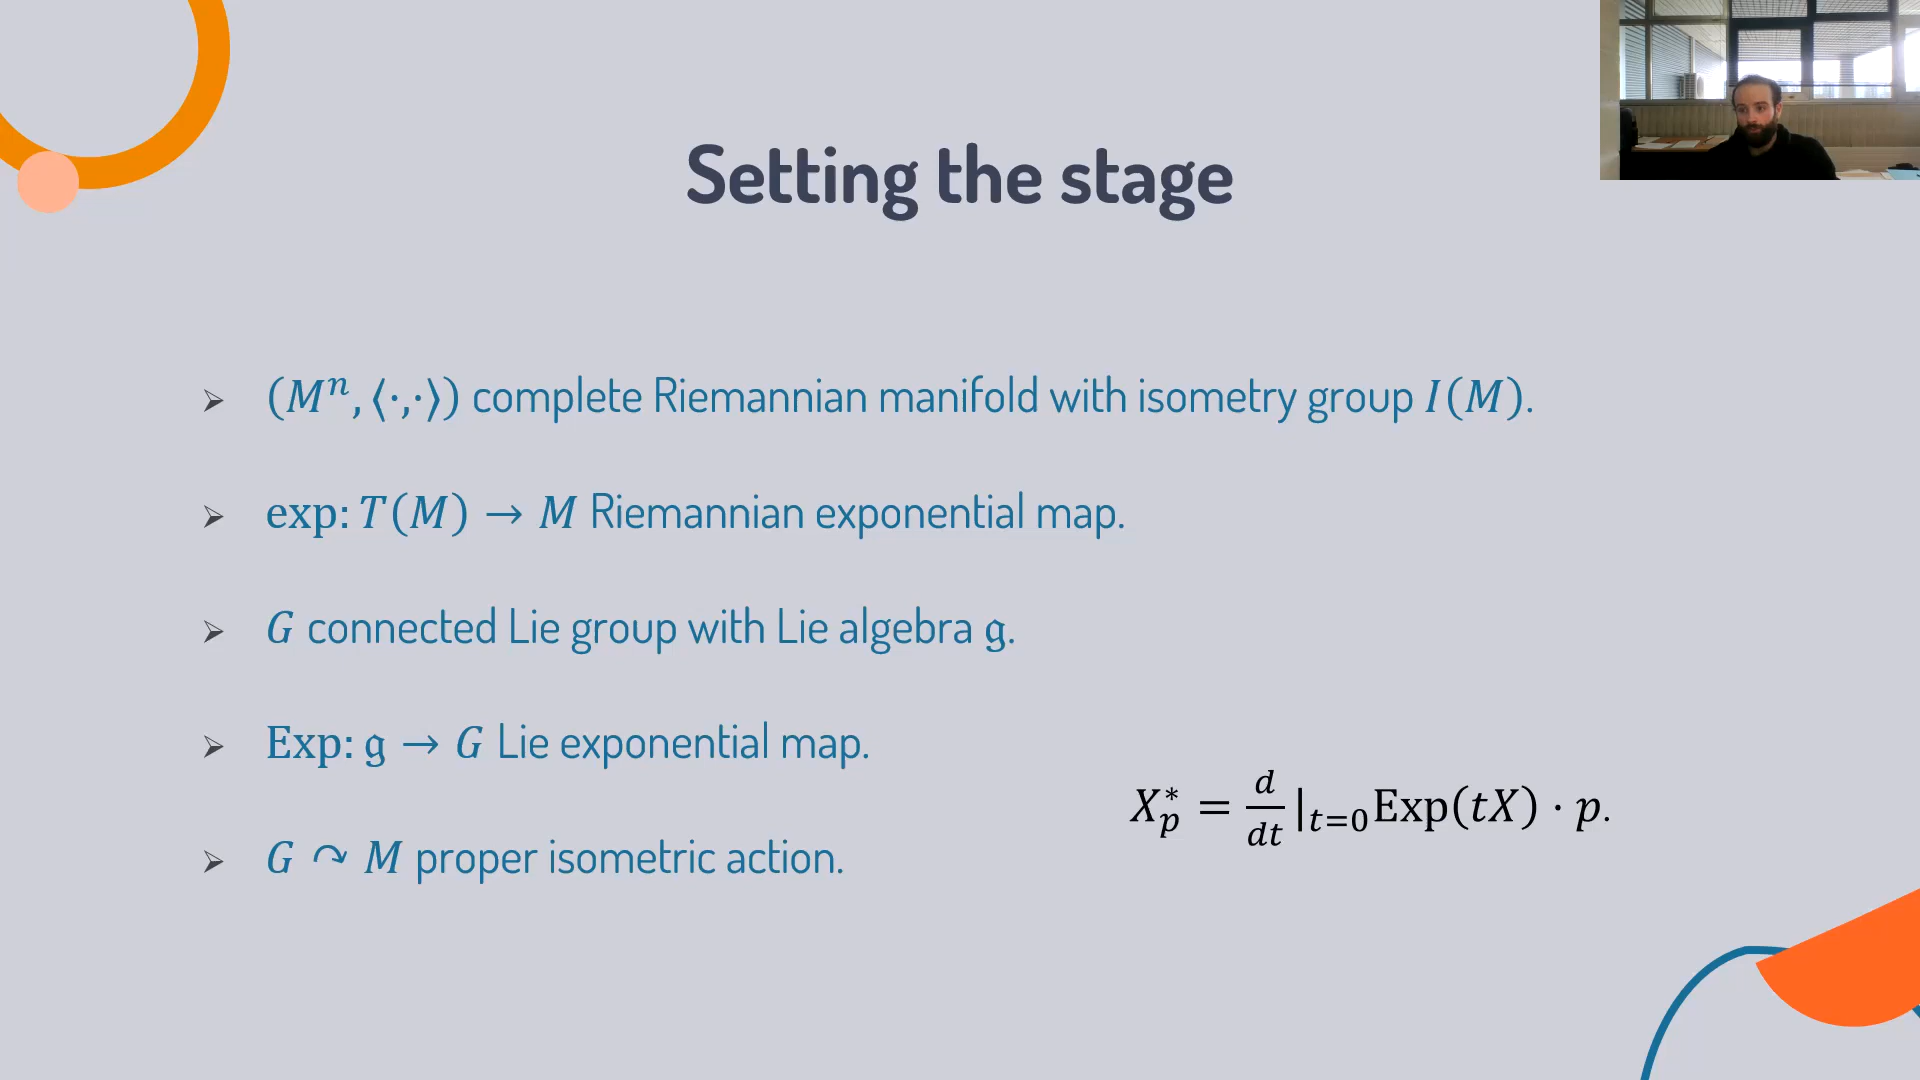 Setting the stage
➢ (Mⁿ, ⟨·,·⟩) complete Riemannian manifold with isometry group I(M).
➢ exp: T(M) → M Riemannian exponential map.
➢ G connected Lie group with Lie algebra 𝔤.
➢ Exp: 𝔤 → G Lie exponential map.
X*_p = d/dt |_{t=0} Exp(tX) · p.
➢ G ↷ M proper isometric action.